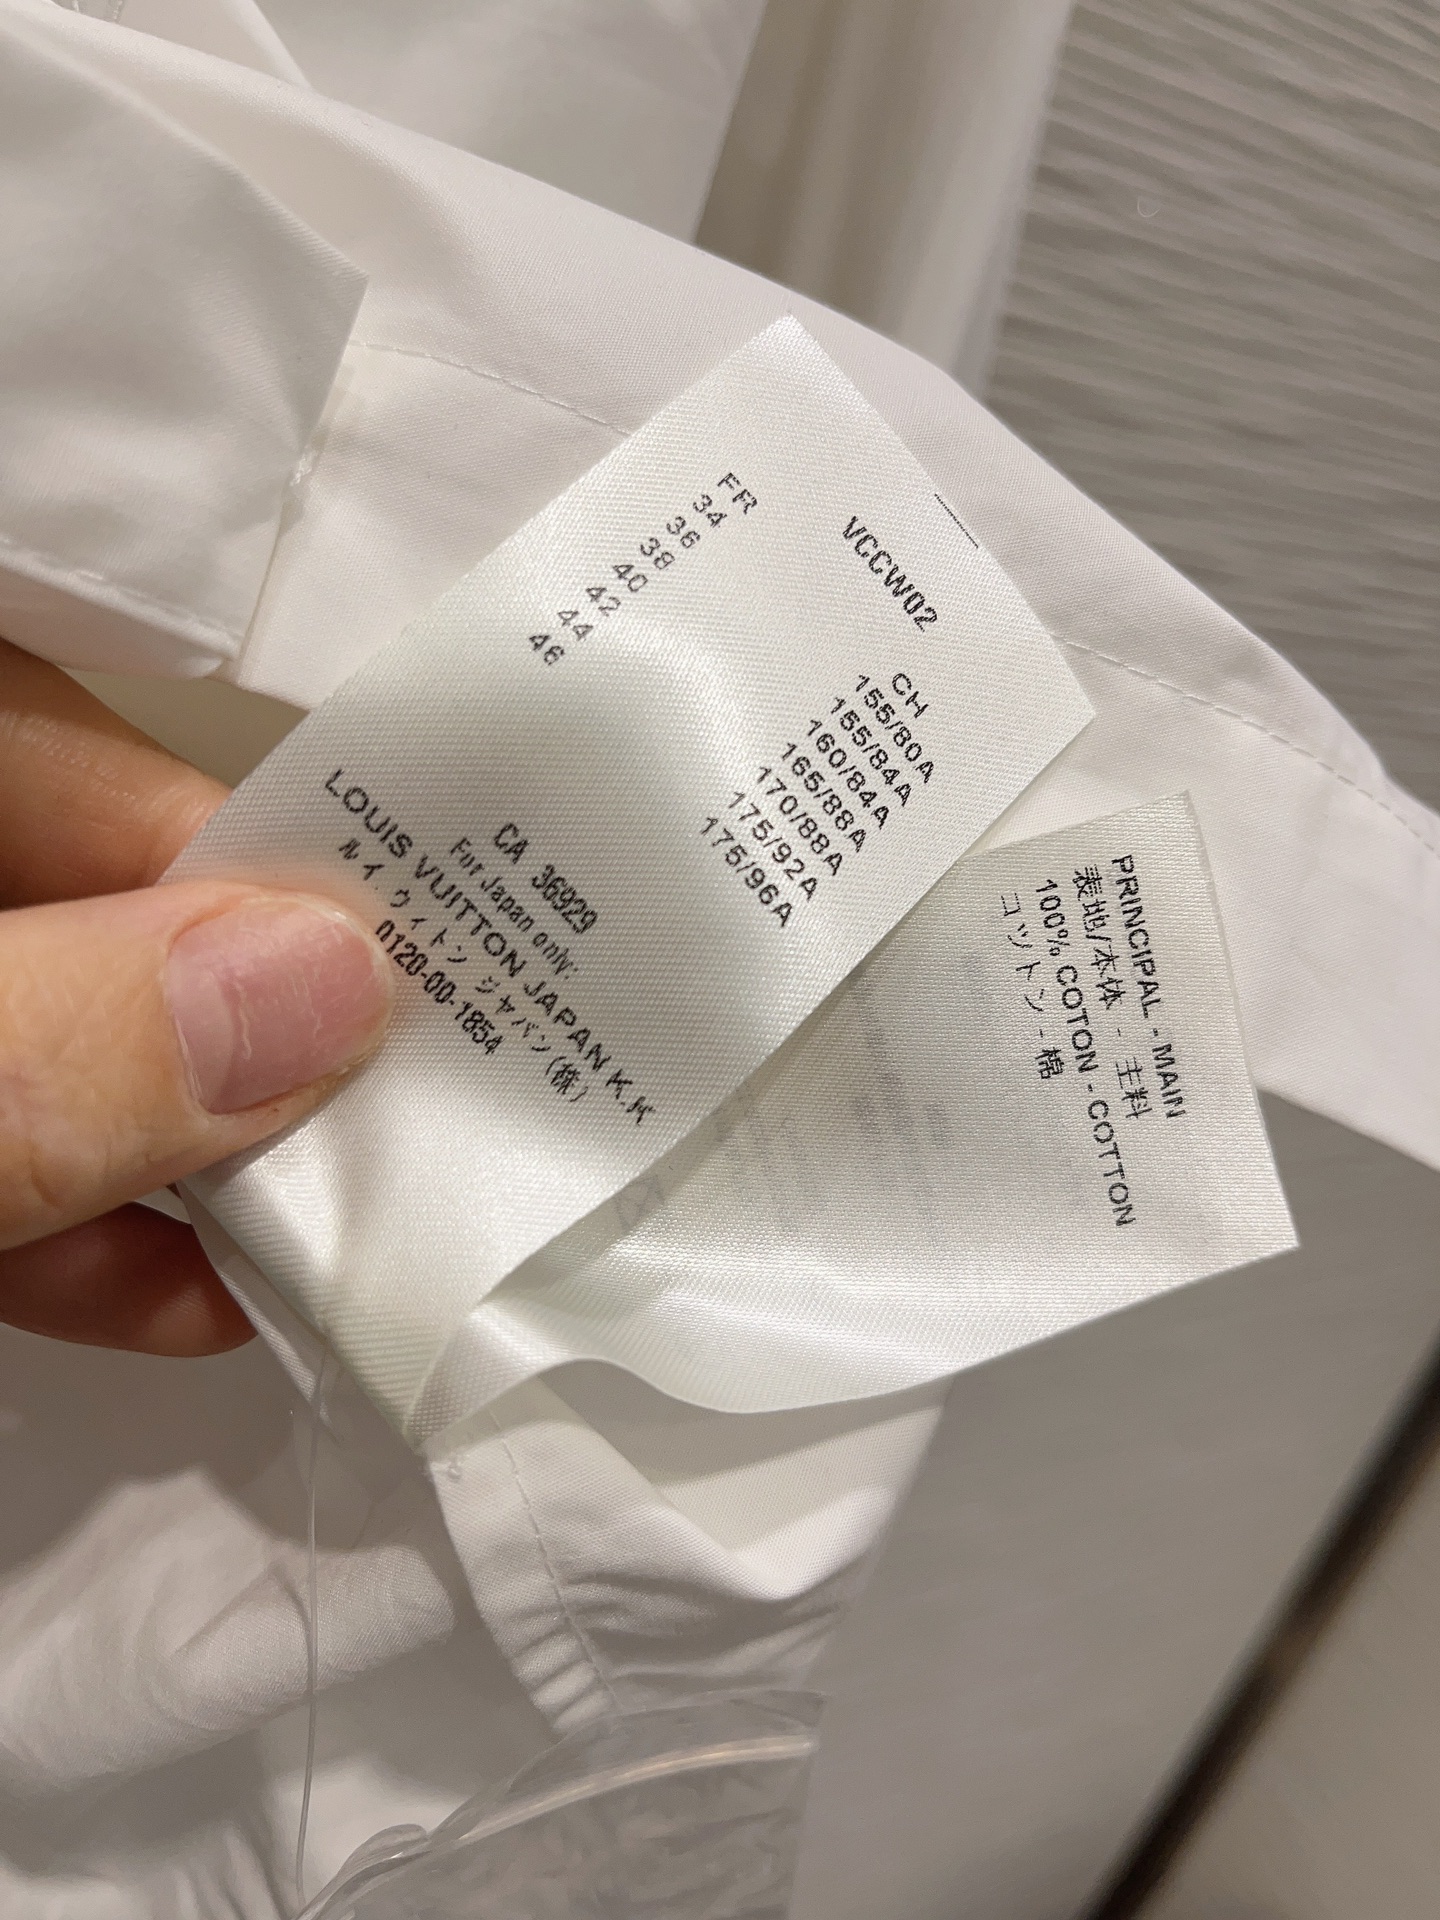 VCCW02
FR CH
34 155/80A
36 155/84A
38 160/84A
40 165/88A
42 170/88A
44 175/92A
46 175/96A
CA 36929
For Japan only:
LOUIS VUITTON JAPAN K.K
ルイ.ヴィトン ジャパン(株)
0120-00-1854
PRINCIPAL - MAIN
表地/本体 - 主料
100% COTON - COTTON
コットン - 棉